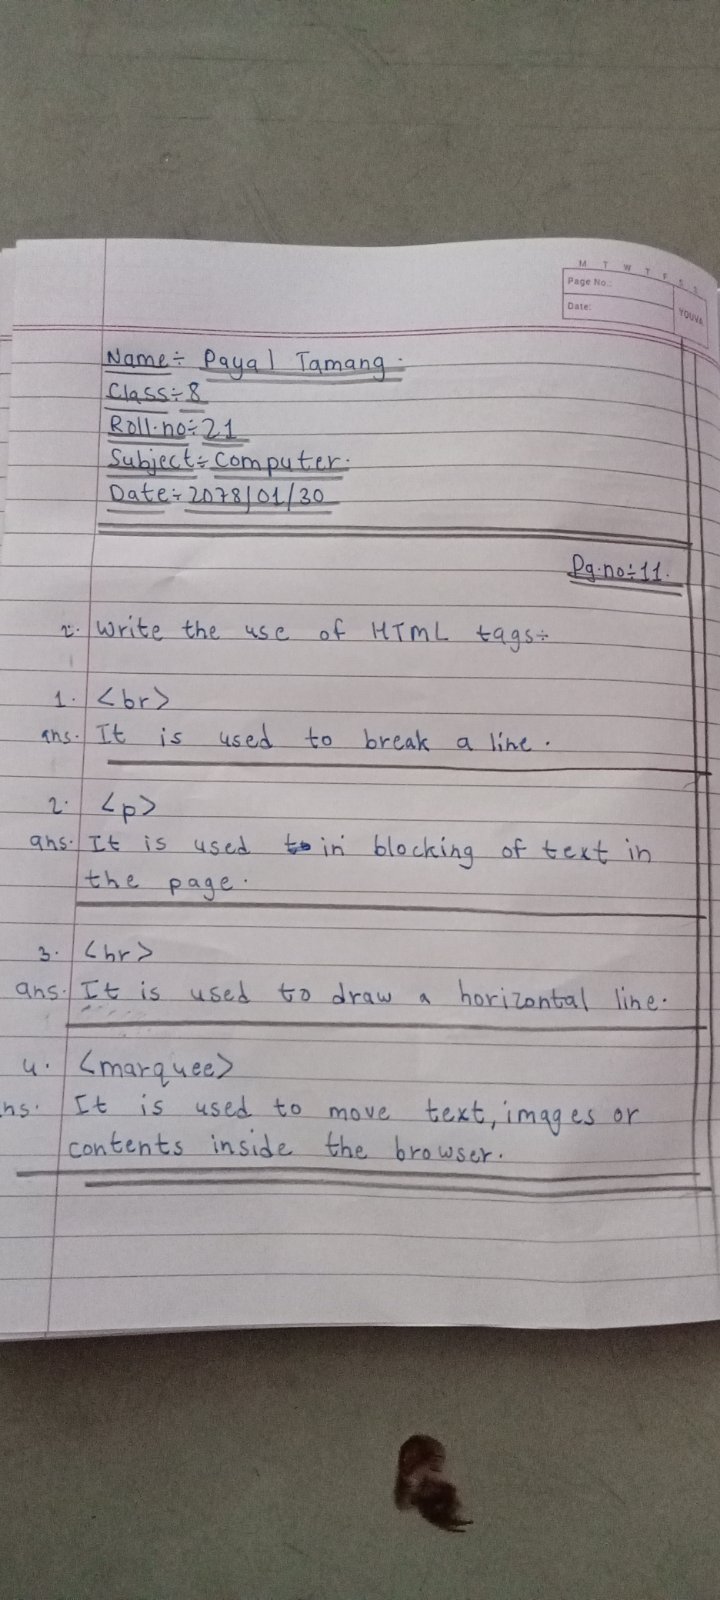 M T W T F S S
Page No.:
Date:
YOUVA
Name÷ Payal Tamang.
Class÷8
Roll.no÷21
Subject÷Computer.
Date÷2078/01/30
Pg.no÷11.
2. Write the use of HTML tags÷
1. <br>
ans. It is used to break a line.
2. <p>
ans. It is used in blocking of text in
the page.
3. <hr>
ans. It is used to draw a horizontal line.
4. <marquee>
ns. It is used to move text, images or
contents inside the browser.